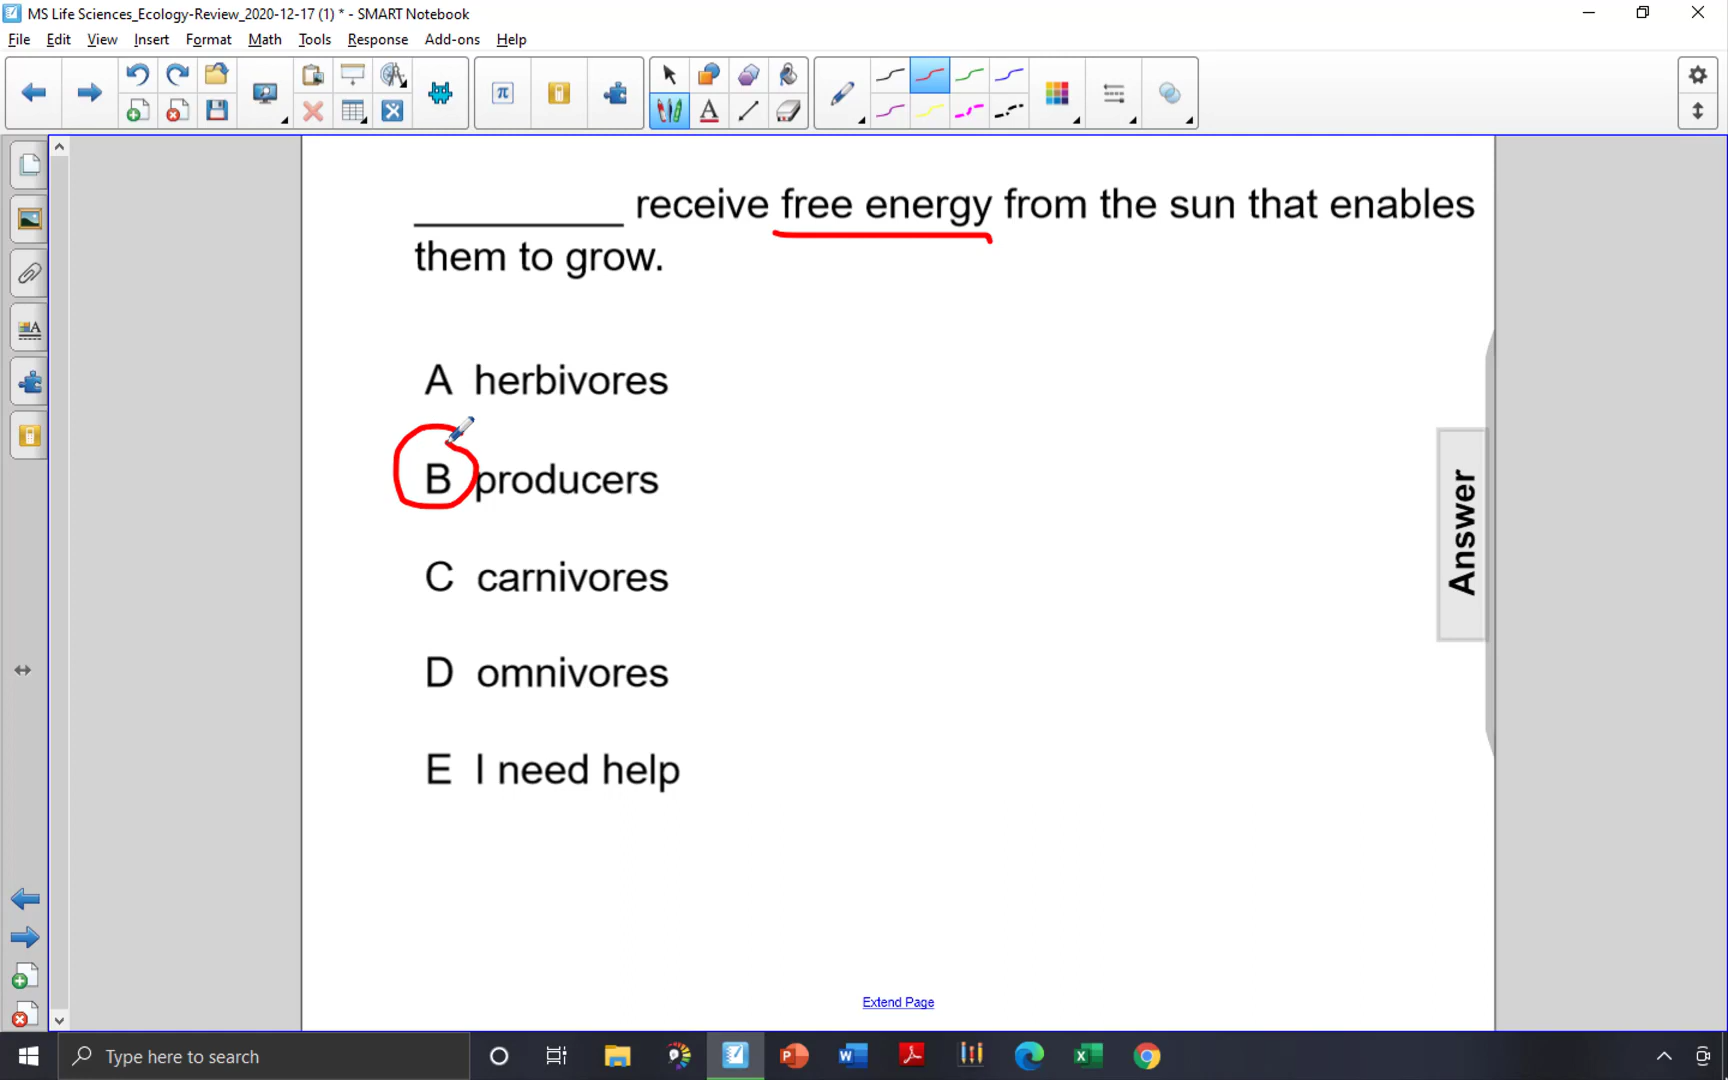 MS Life Sciences_Ecology-Review_2020-12-17 (1) * - SMART Notebook
File Edit View Insert Format Math Tools Response Add-ons Help
__________ receive free energy from the sun that enables
them to grow.
A herbivores
B producers
C carnivores
D omnivores
E I need help
Answer
Extend Page
Type here to search